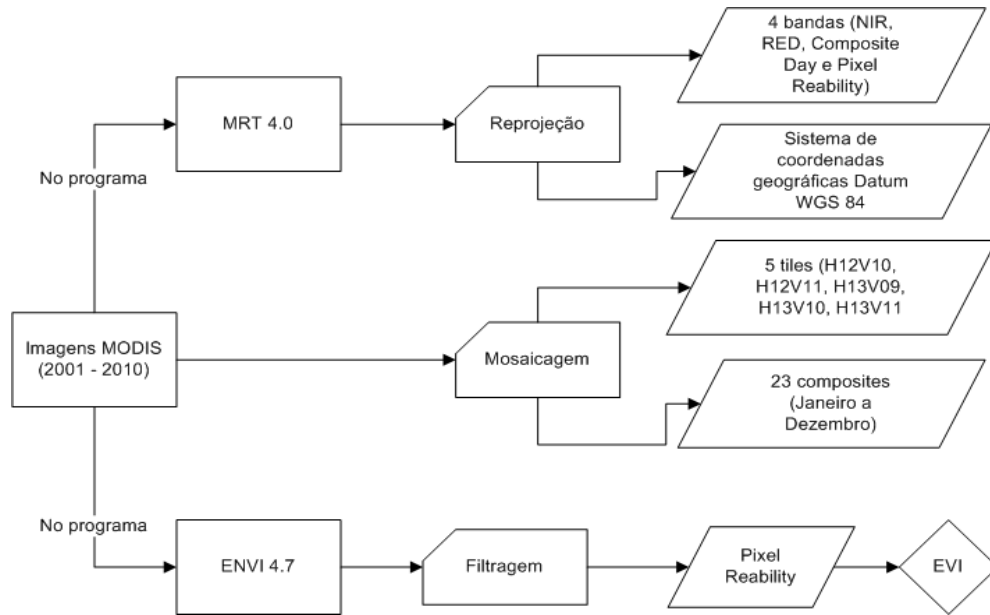 4 bandas (NIR,
RED, Composite
Day e Pixel
Reability)
MRT 4.0
Reprojeção
No programa
Sistema de
coordenadas
geográficas Datum
WGS 84
5 tiles (H12V10,
H12V11, H13V09,
H13V10, H13V11
Imagens MODIS
(2001 - 2010)
Mosaicagem
23 composites
(Janeiro a
Dezembro)
No programa
ENVI 4.7
Filtragem
Pixel
Reability
EVI